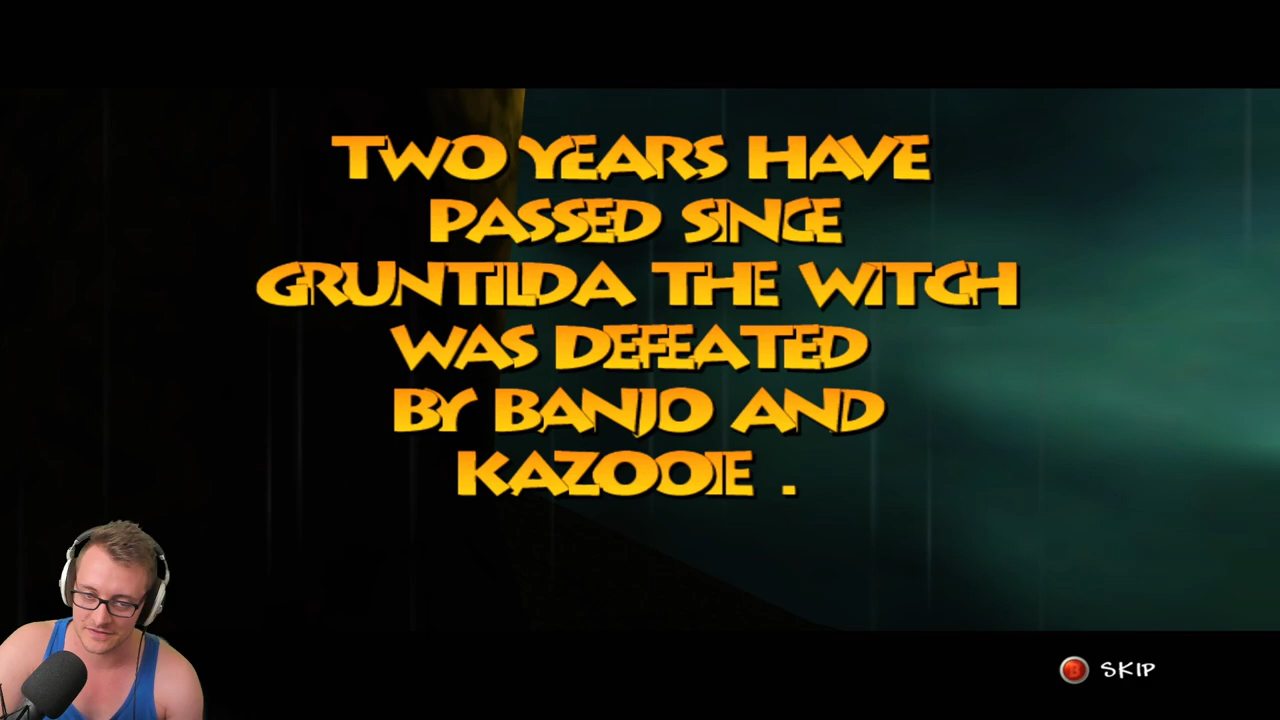 TWO YEARS HAVE
PASSED SINCE
GRUNTILDA THE WITCH
WAS DEFEATED
BY BANJO AND
KAZOOIE .
B SKIP